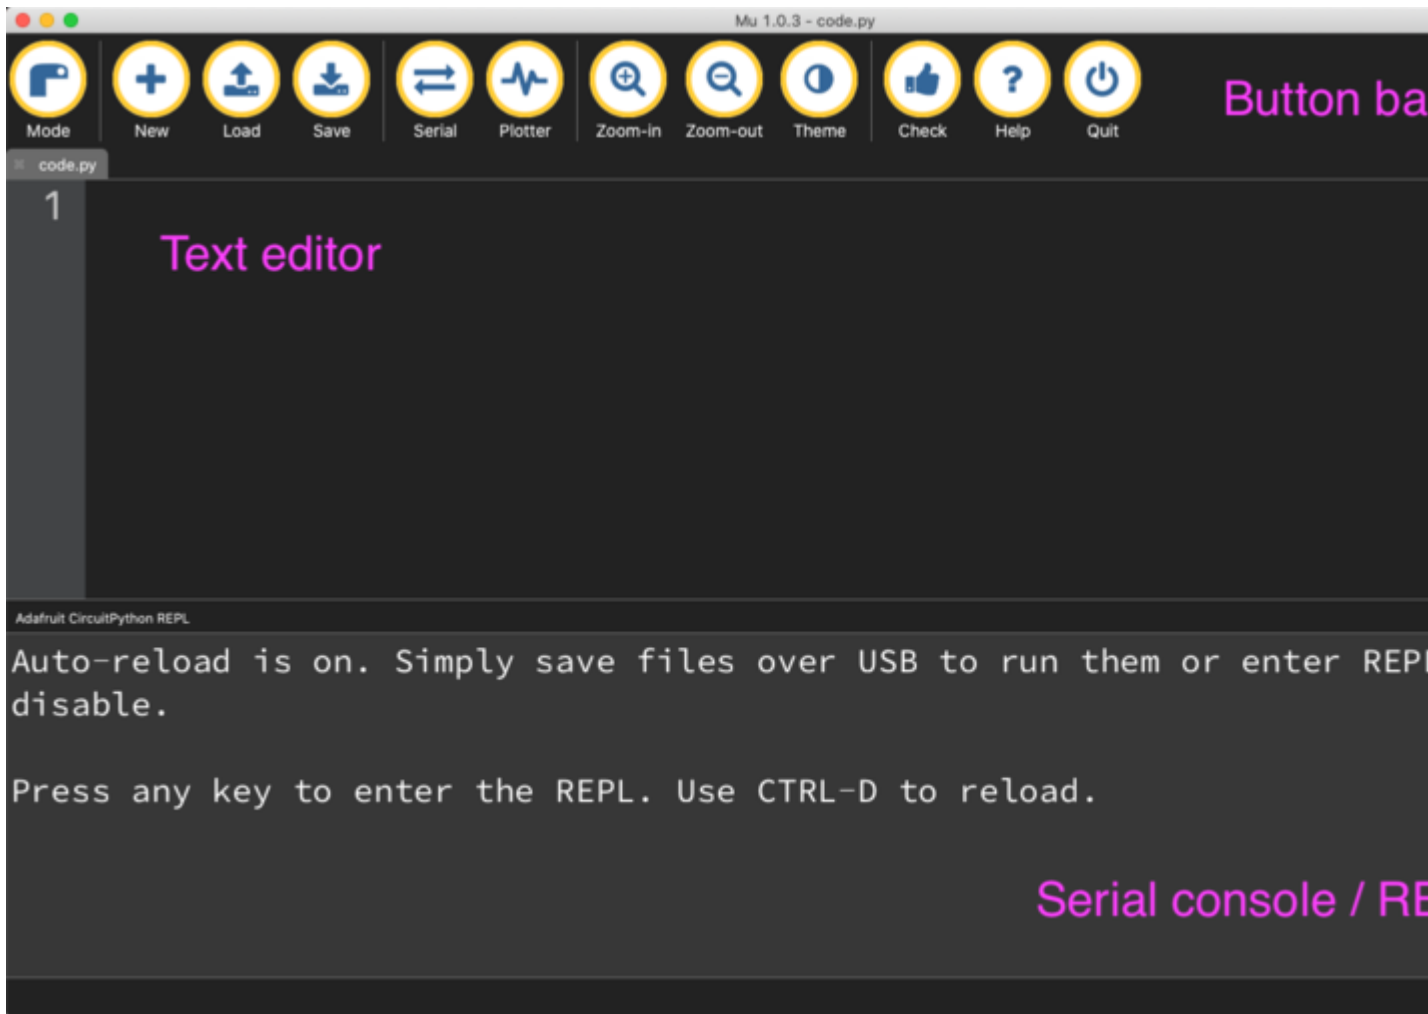 Mu 1.0.3 - code.py
Mode New Load Save Serial Plotter Zoom-in Zoom-out Theme Check Help Quit
Button ba
code.py
1
Text editor
Adafruit CircuitPython REPL
Auto-reload is on. Simply save files over USB to run them or enter REP
disable.
Press any key to enter the REPL. Use CTRL-D to reload.
Serial console / RE